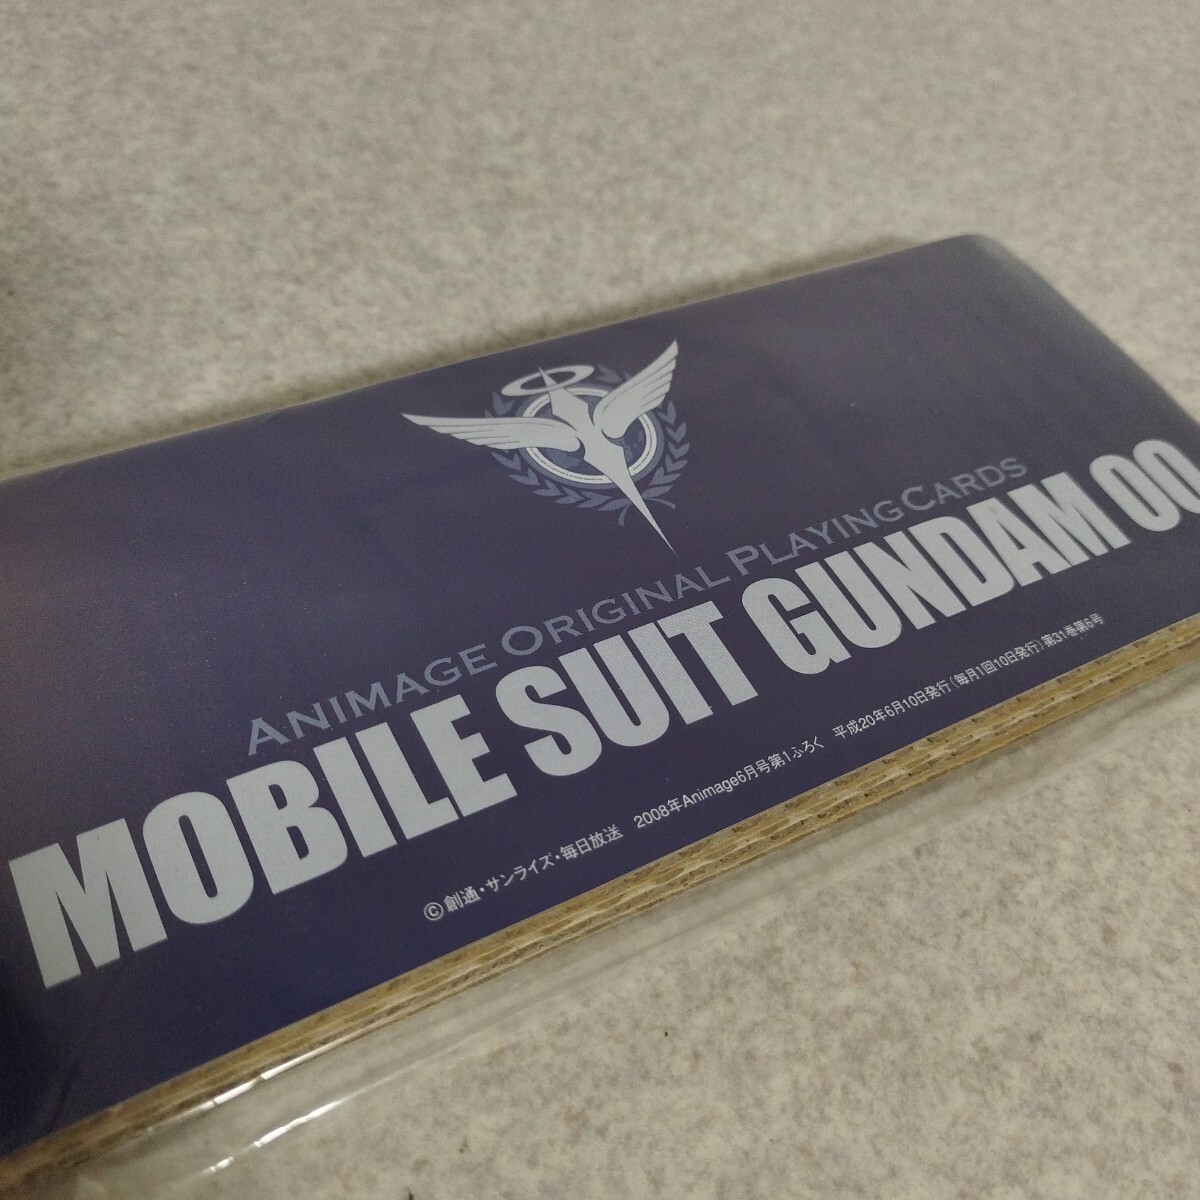 ANIMAGE ORIGINAL PLAYING CARDS
MOBILE SUIT GUNDAM 00
©創通・サンライズ・毎日放送 2008年Animage6月号第1ふろく 平成20年6月10日発行(毎月1回10日発行)第31巻第6号